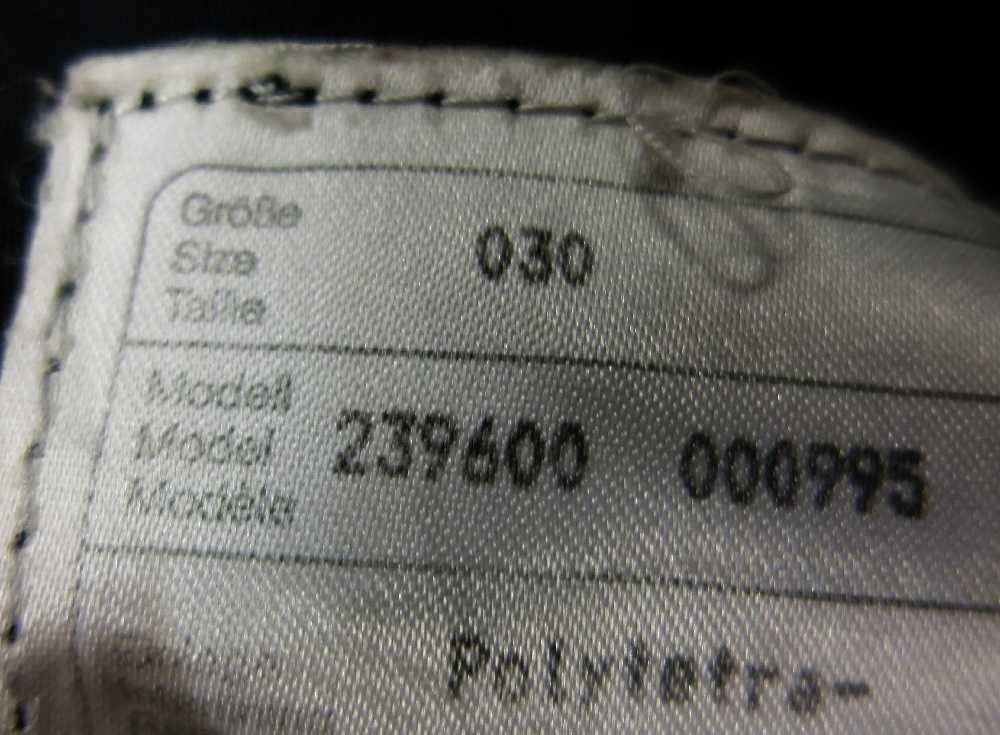 Größe
Size 030
Taille
Modell
Model 239600 000995
Modèle
Polytetra-